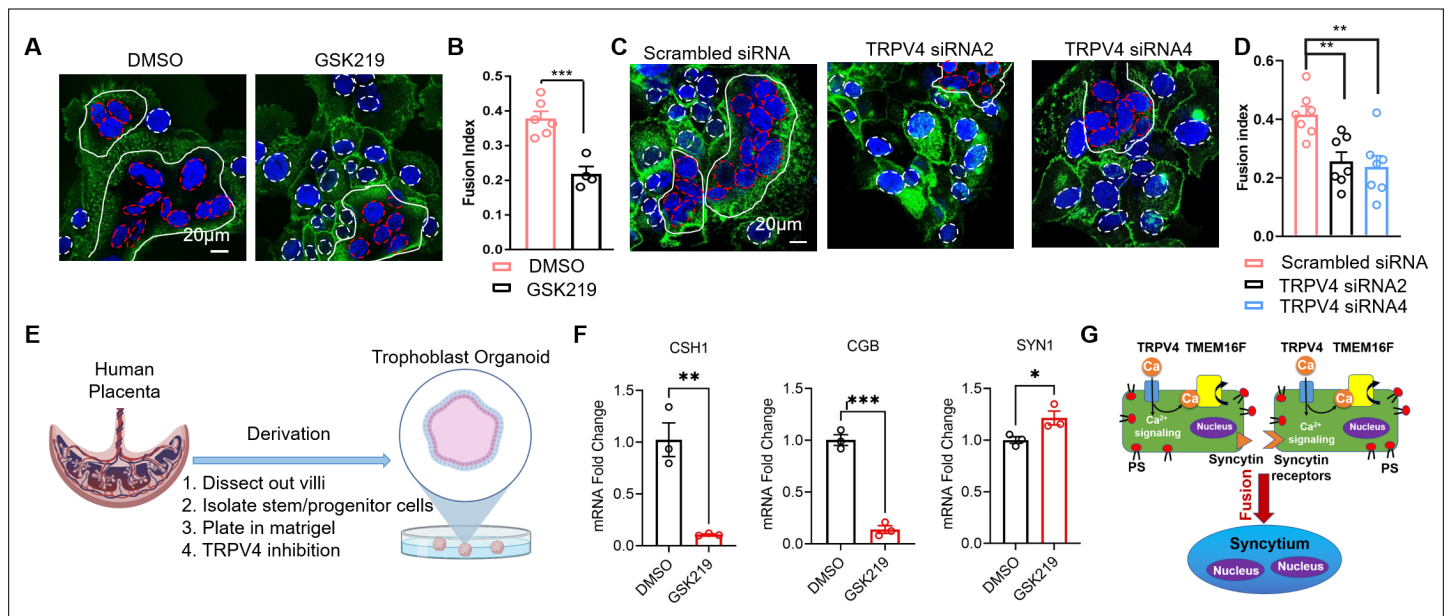 A
DMSO
GSK219
20μm
B
Fusion Index
0.5
0.4
0.3
0.2
0.1
0.0
***
DMSO
GSK219
C
Scrambled siRNA
TRPV4 siRNA2
TRPV4 siRNA4
20μm
D
Fusion index
0.6
0.4
0.2
0.0
**
**
Scrambled siRNA
TRPV4 siRNA2
TRPV4 siRNA4
E
Human
Placenta
Derivation
1. Dissect out villi
2. Isolate stem/progenitor cells
3. Plate in matrigel
4. TRPV4 inhibition
Trophoblast Organoid
F
CSH1
mRNA Fold Change
1.5
1.0
0.5
0.0
**
DMSO
GSK219
CGB
mRNA Fold Change
1.5
1.0
0.5
0.0
***
DMSO
GSK219
SYN1
mRNA Fold Change
1.5
1.0
0.5
0.0
*
DMSO
GSK219
G
TRPV4 TMEM16F
Ca
Ca
Ca²⁺
signaling
Nucleus
PS
Syncytin
TRPV4 TMEM16F
Ca
Ca
Ca²⁺
signaling
Nucleus
PS
Syncytin
receptors
Fusion
Syncytium
Nucleus
Nucleus